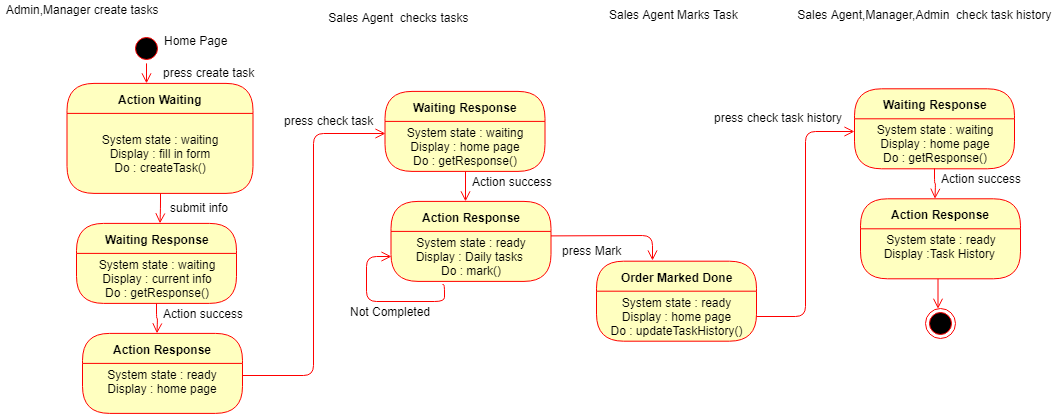 Admin,Manager create tasks
Home Page
press create task
Action Waiting
System state : waiting
Display : fill in form
Do : createTask()
submit info
Waiting Response
System state : waiting
Display : current info
Do : getResponse()
Action success
Action Response
System state : ready
Display : home page
Sales Agent  checks tasks
press check task
Waiting Response
System state : waiting
Display : home page
Do : getResponse()
Action success
Action Response
System state : ready
Display : Daily tasks
Do : mark()
Not Completed
Sales Agent Marks Task
press Mark
Order Marked Done
System state : ready
Display : home page
Do : updateTaskHistory()
Sales Agent,Manager,Admin  check task history
press check task history
Waiting Response
System state : waiting
Display : home page
Do : getResponse()
Action success
Action Response
System state : ready
Display :Task History